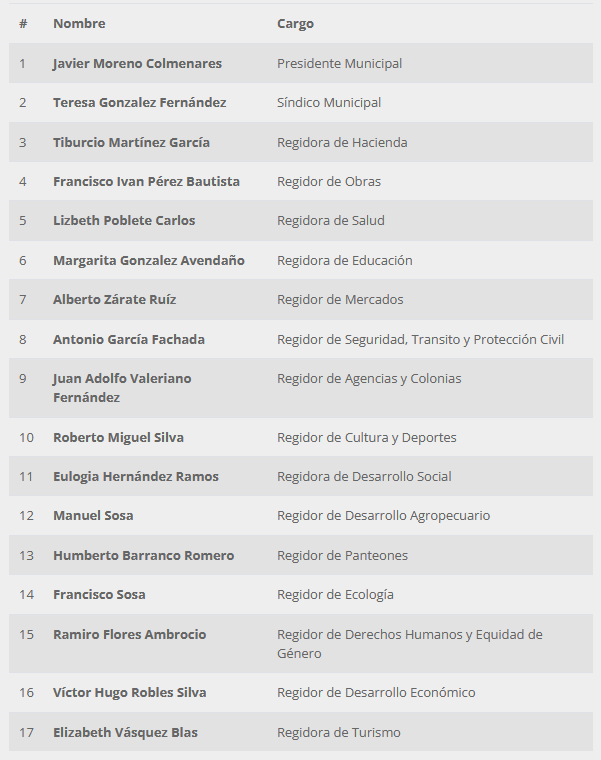 # Nombre Cargo
1 Javier Moreno Colmenares Presidente Municipal
2 Teresa Gonzalez Fernández Síndico Municipal
3 Tiburcio Martínez García Regidora de Hacienda
4 Francisco Ivan Pérez Bautista Regidor de Obras
5 Lizbeth Poblete Carlos Regidora de Salud
6 Margarita Gonzalez Avendaño Regidora de Educación
7 Alberto Zárate Ruíz Regidor de Mercados
8 Antonio García Fachada Regidor de Seguridad, Transito y Protección Civil
9 Juan Adolfo Valeriano Regidor de Agencias y Colonias
Fernández
10 Roberto Miguel Silva Regidor de Cultura y Deportes
11 Eulogia Hernández Ramos Regidora de Desarrollo Social
12 Manuel Sosa Regidor de Desarrollo Agropecuario
13 Humberto Barranco Romero Regidor de Panteones
14 Francisco Sosa Regidor de Ecología
15 Ramiro Flores Ambrocio Regidor de Derechos Humanos y Equidad de
Género
16 Víctor Hugo Robles Silva Regidor de Desarrollo Económico
17 Elizabeth Vásquez Blas Regidora de Turismo